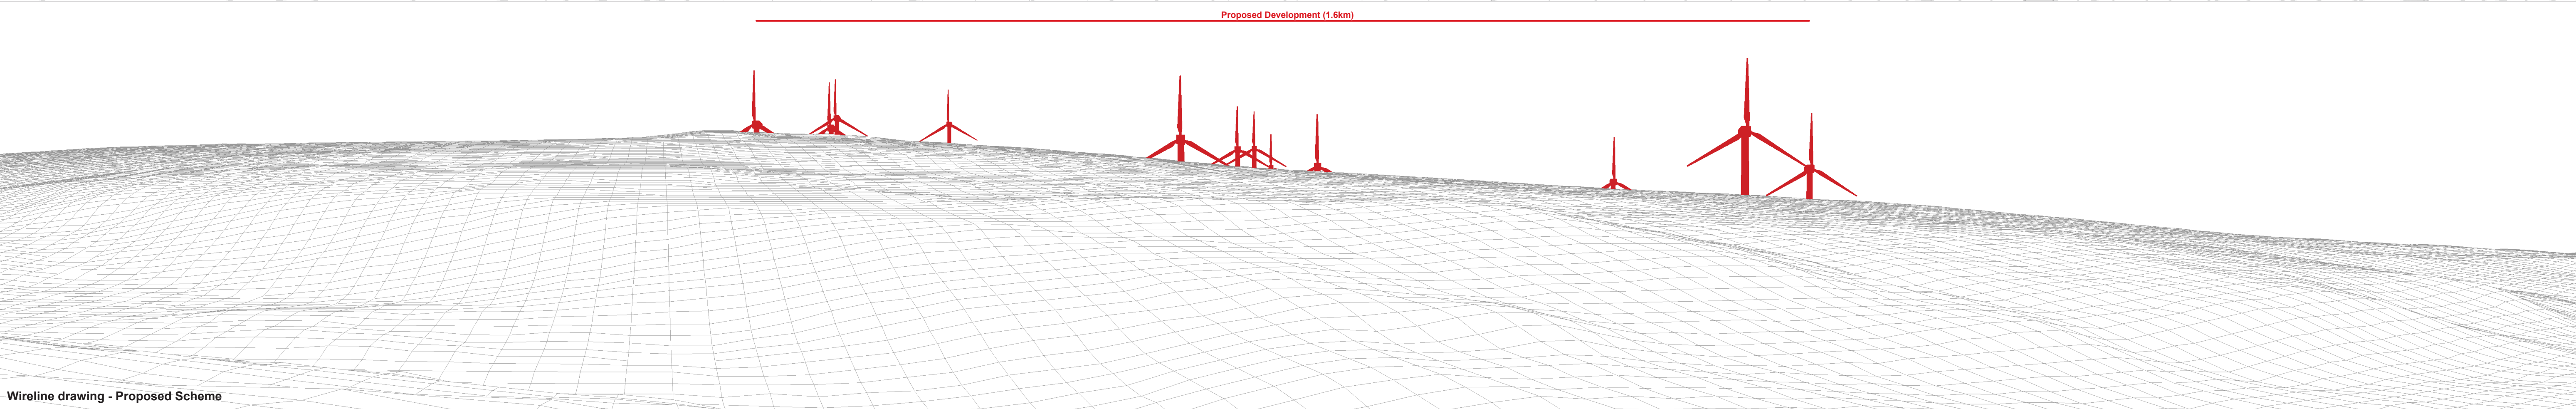 Proposed Development (1.6km)
Wireline drawing - Proposed Scheme